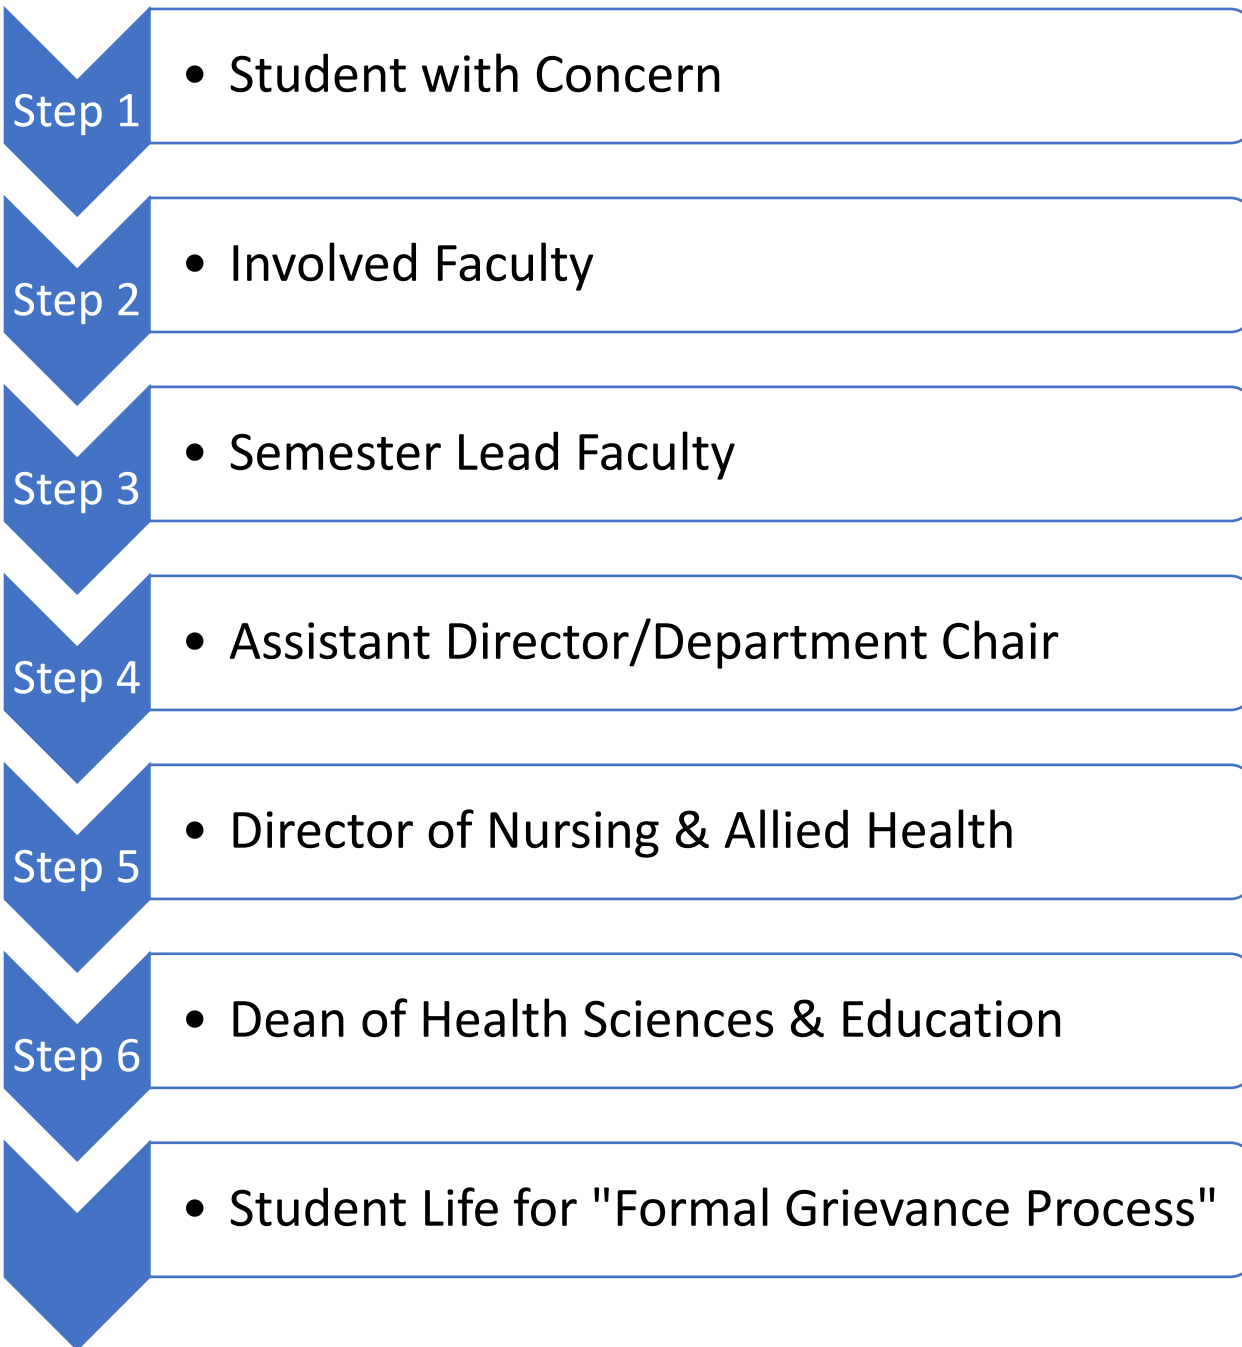 Step 1
• Student with Concern
Step 2
• Involved Faculty
Step 3
• Semester Lead Faculty
Step 4
• Assistant Director/Department Chair
Step 5
• Director of Nursing & Allied Health
Step 6
• Dean of Health Sciences & Education
• Student Life for "Formal Grievance Process"